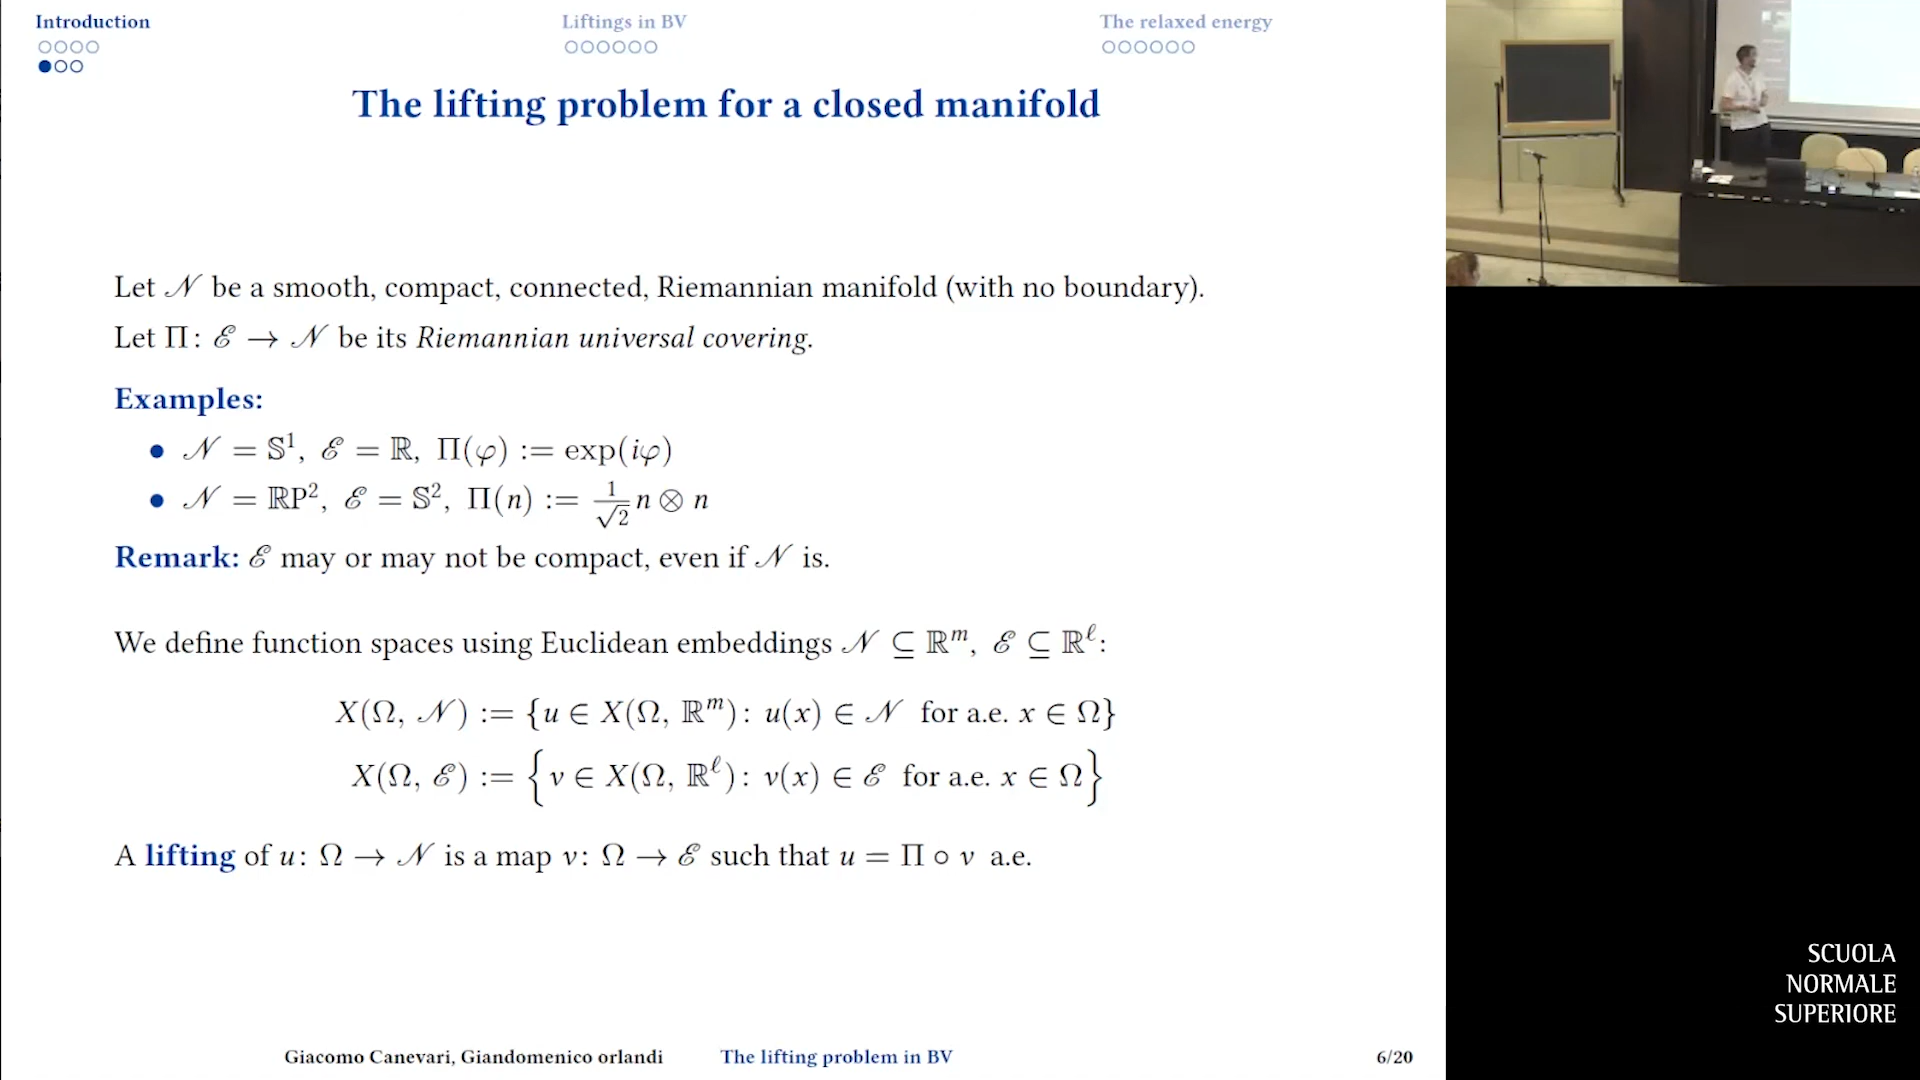 Introduction
Liftings in BV
The relaxed energy
The lifting problem for a closed manifold
Let 𝒩 be a smooth, compact, connected, Riemannian manifold (with no boundary).
Let Π: ℰ → 𝒩 be its Riemannian universal covering.
Examples:
• 𝒩 = 𝕊¹, ℰ = ℝ, Π(φ) := exp(iφ)
• 𝒩 = ℝP², ℰ = 𝕊², Π(n) := 1/√2 n ⊗ n
Remark: ℰ may or may not be compact, even if 𝒩 is.
We define function spaces using Euclidean embeddings 𝒩 ⊆ ℝᵐ, ℰ ⊆ ℝ^ℓ:
X(Ω, 𝒩) := {u ∈ X(Ω, ℝᵐ): u(x) ∈ 𝒩 for a.e. x ∈ Ω}
X(Ω, ℰ) := {v ∈ X(Ω, ℝ^ℓ): v(x) ∈ ℰ for a.e. x ∈ Ω}
A lifting of u: Ω → 𝒩 is a map v: Ω → ℰ such that u = Π ∘ v a.e.
Giacomo Canevari, Giandomenico orlandi
The lifting problem in BV
6/20
SCUOLA
NORMALE
SUPERIORE